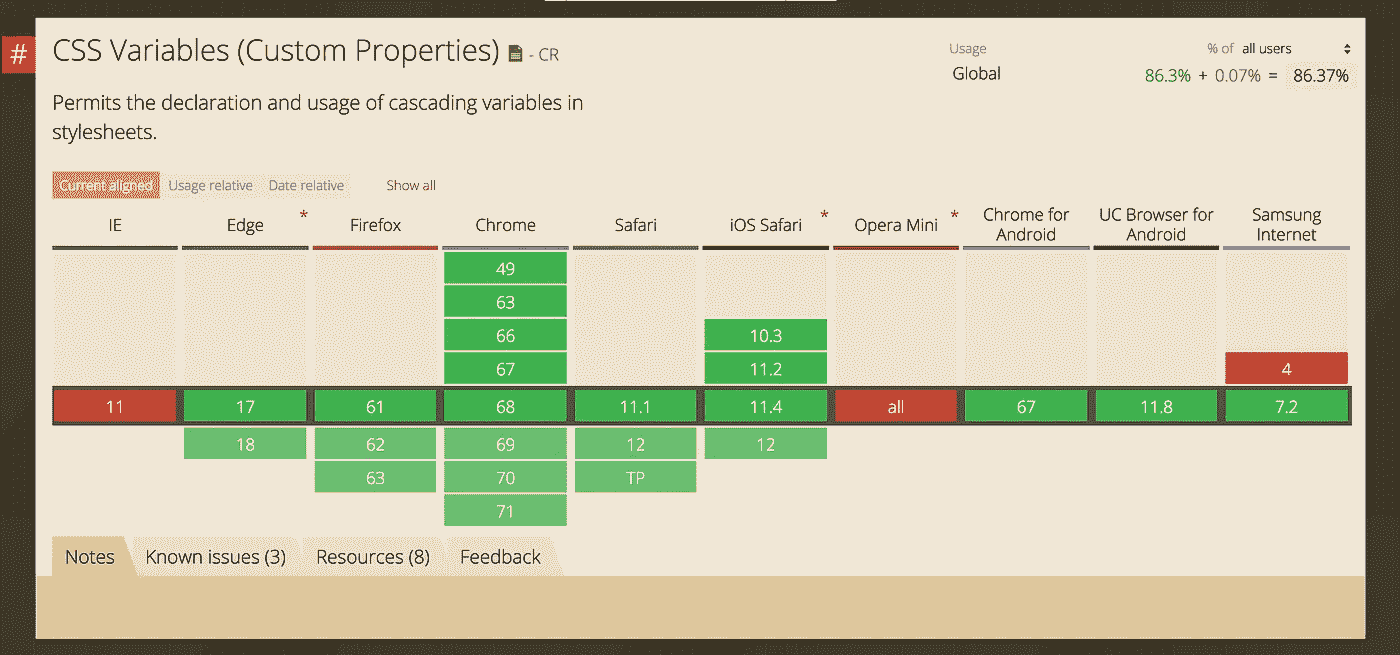 #
CSS Variables (Custom Properties) - CR
Usage % of all users
Global 86.3% + 0.07% = 86.37%
Permits the declaration and usage of cascading variables in
stylesheets.
Current aligned Usage relative Date relative Show all
IE Edge * Firefox Chrome Safari iOS Safari * Opera Mini * Chrome for Android UC Browser for Android Samsung Internet
49
63
66 10.3
67 11.2 4
11 17 61 68 11.1 11.4 all 67 11.8 7.2
18 62 69 12 12
63 70 TP
71
Notes Known issues (3) Resources (8) Feedback